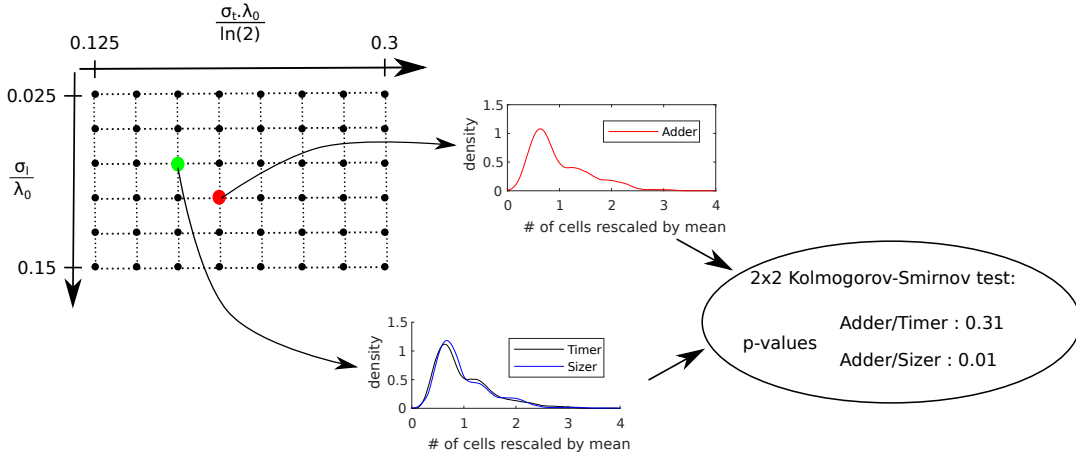 σt.λ0
ln(2)
0.125
0.3
0.025
σl
λ0
0.15
density
1.5
1
0.5
0
Adder
0 1 2 3 4
# of cells rescaled by mean
density
1.5
1
0.5
0
Timer
Sizer
0 1 2 3 4
# of cells rescaled by mean
2x2 Kolmogorov-Smirnov test:
Adder/Timer : 0.31
p-values
Adder/Sizer : 0.01